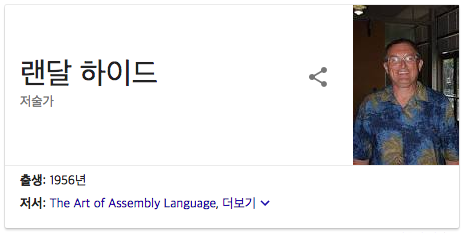 랜달 하이드
저술가
출생: 1956년
저서: The Art of Assembly Language, 더보기